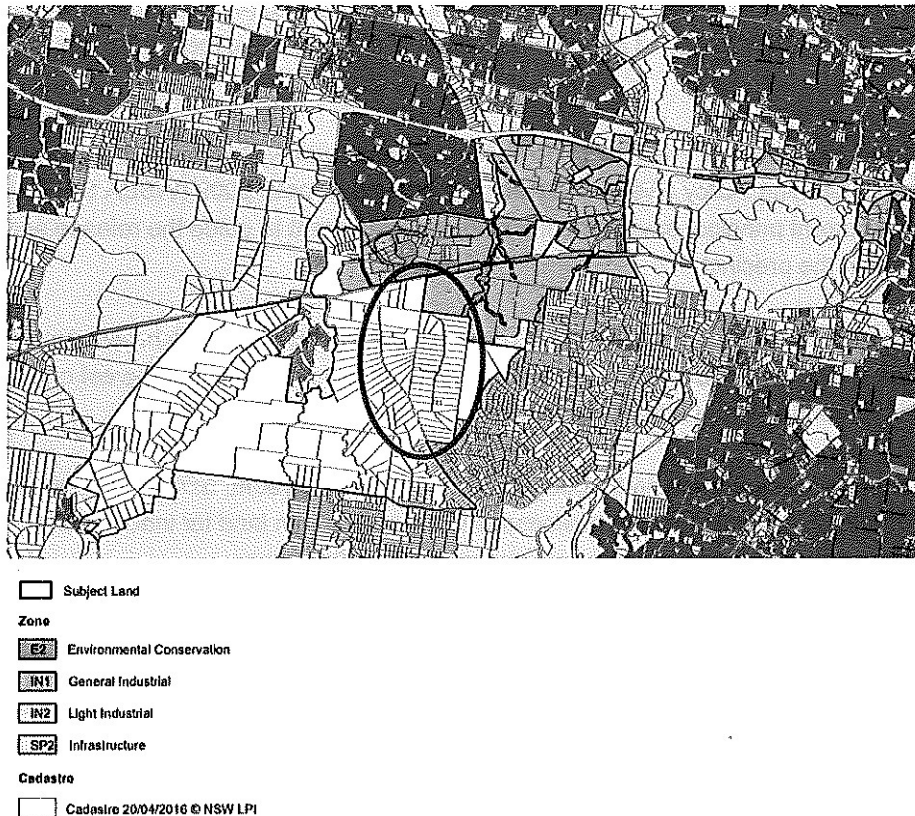 Subject Land
Zone
E2 Environmental Conservation
IN1 General Industrial
IN2 Light Industrial
SP2 Infrastructure
Cadastre
Cadastre 20/04/2016 © NSW LPI